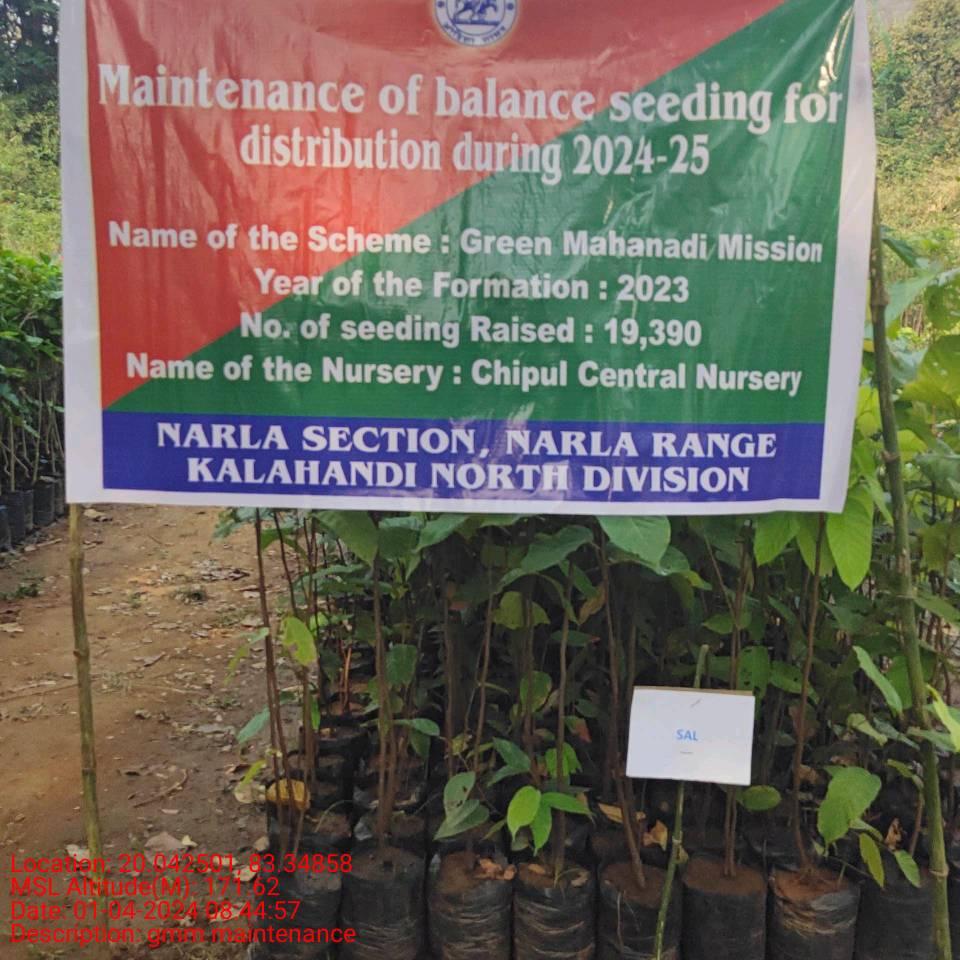 Maintenance of balance seeding for
distribution during 2024-25
Name of the Scheme : Green Mahanadi Mission
Year of the Formation : 2023
No. of seeding Raised : 19,390
Name of the Nursery : Chipul Central Nursery
NARLA SECTION, NARLA RANGE
KALAHANDI NORTH DIVISION
SAL
Location: 20.042501, 83.34858
MSL Altitude(M): 171.62
Date: 01-04-2024 08:44:57
Description: gmm maintenance